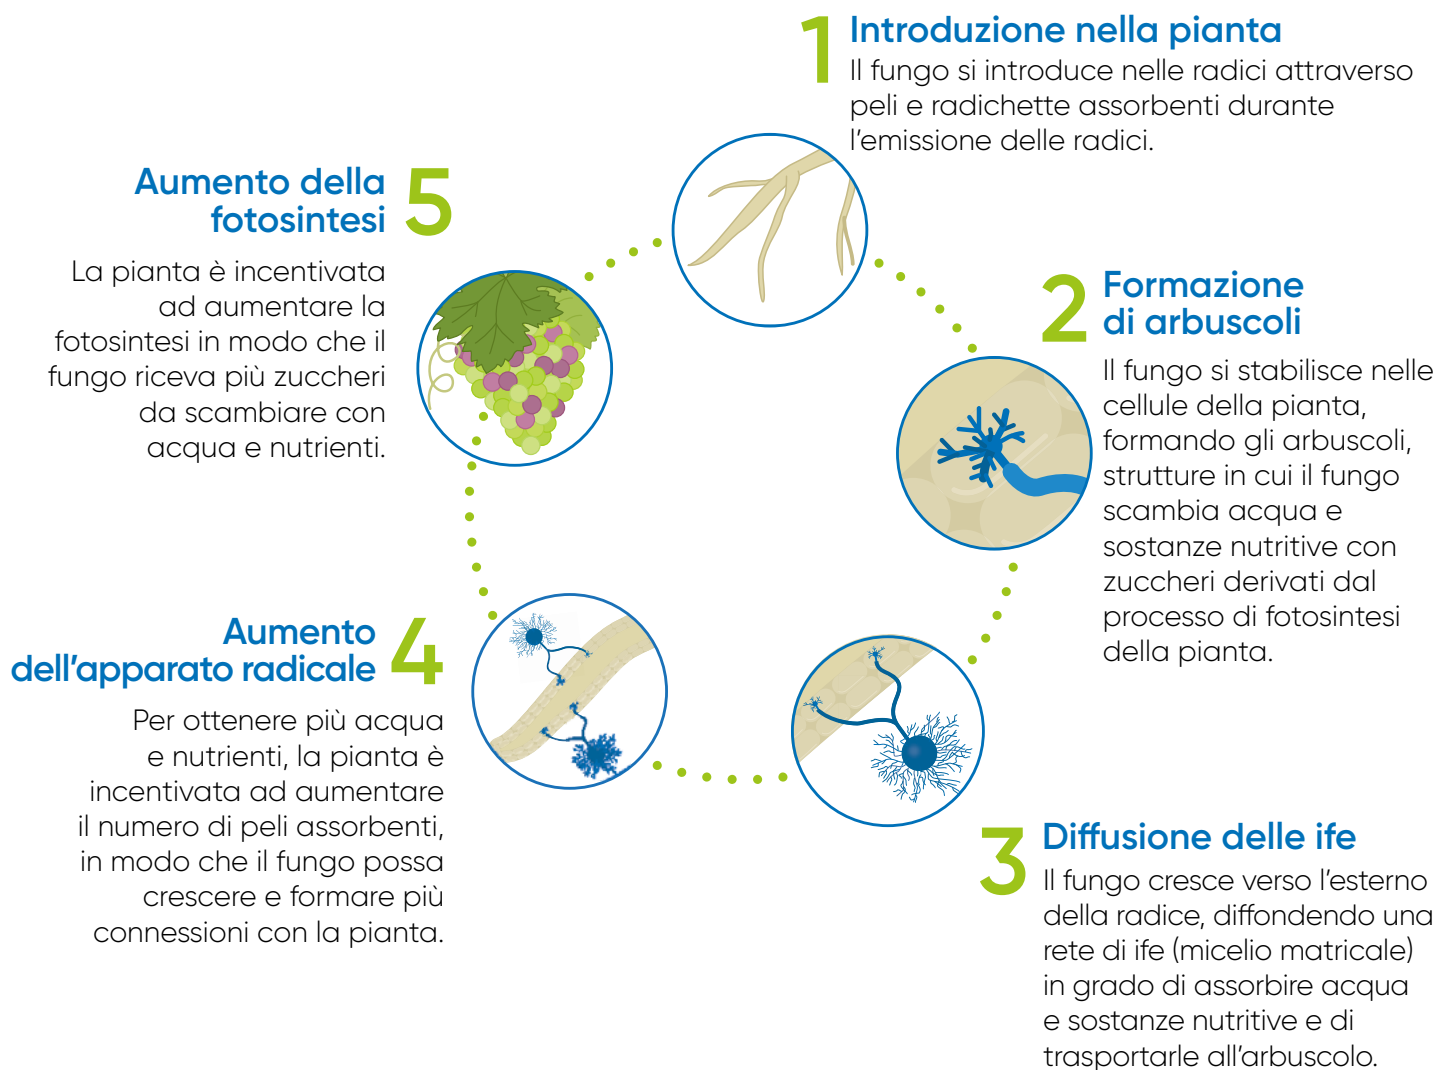 1
Introduzione nella pianta
Il fungo si introduce nelle radici attraverso
peli e radichette assorbenti durante
l'emissione delle radici.
2
Formazione
di arbuscoli
Il fungo si stabilisce nelle
cellule della pianta,
formando gli arbuscoli,
strutture in cui il fungo
scambia acqua e
sostanze nutritive con
zuccheri derivati dal
processo di fotosintesi
della pianta.
3
Diffusione delle ife
Il fungo cresce verso l'esterno
della radice, diffondendo una
rete di ife (micelio matricale)
in grado di assorbire acqua
e sostanze nutritive e di
trasportarle all'arbuscolo.
4
Aumento
dell'apparato radicale
Per ottenere più acqua
e nutrienti, la pianta è
incentivata ad aumentare
il numero di peli assorbenti,
in modo che il fungo possa
crescere e formare più
connessioni con la pianta.
5
Aumento della
fotosintesi
La pianta è incentivata
ad aumentare la
fotosintesi in modo che il
fungo riceva più zuccheri
da scambiare con
acqua e nutrienti.